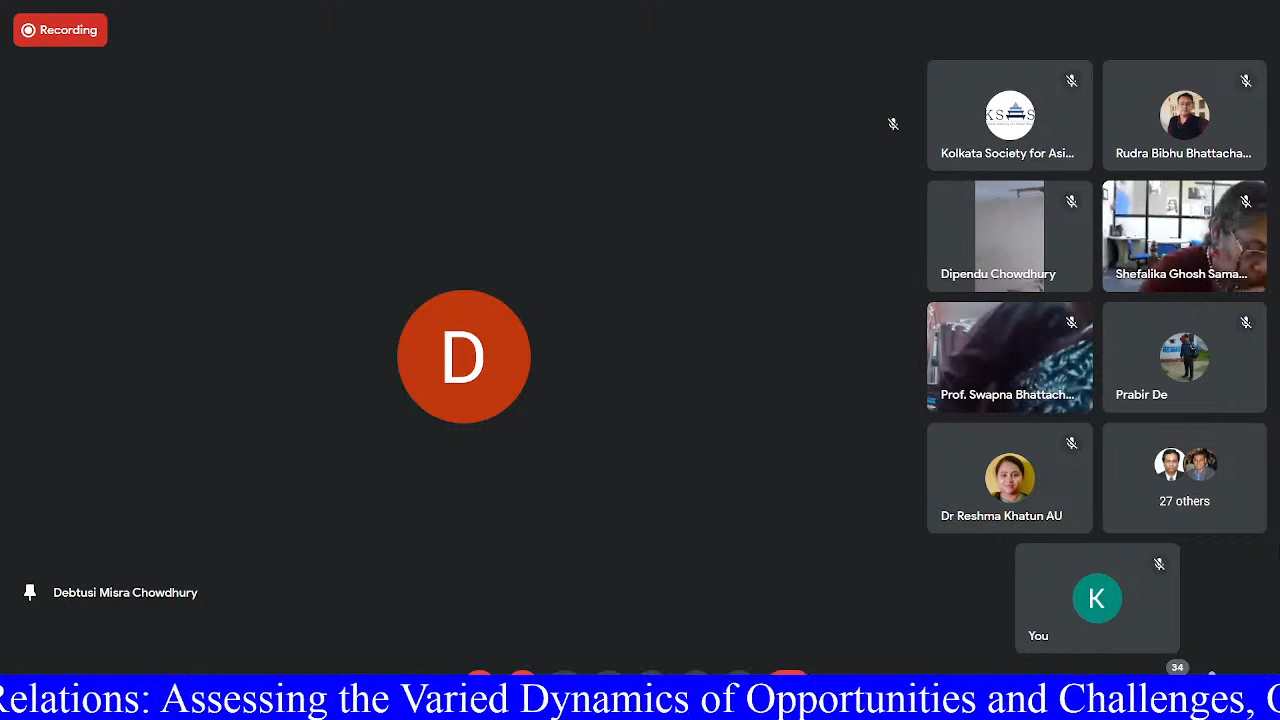 Recording
KSAS
Kolkata Society for Asi...
Rudra Bibhu Bhattacha...
Dipendu Chowdhury
Shefalika Ghosh Sama...
Prof. Swapna Bhattach...
Prabir De
D
Dr Reshma Khatun AU
27 others
Debtusi Misra Chowdhury
K
You
34
Relations: Assessing the Varied Dynamics of Opportunities and Challenges,